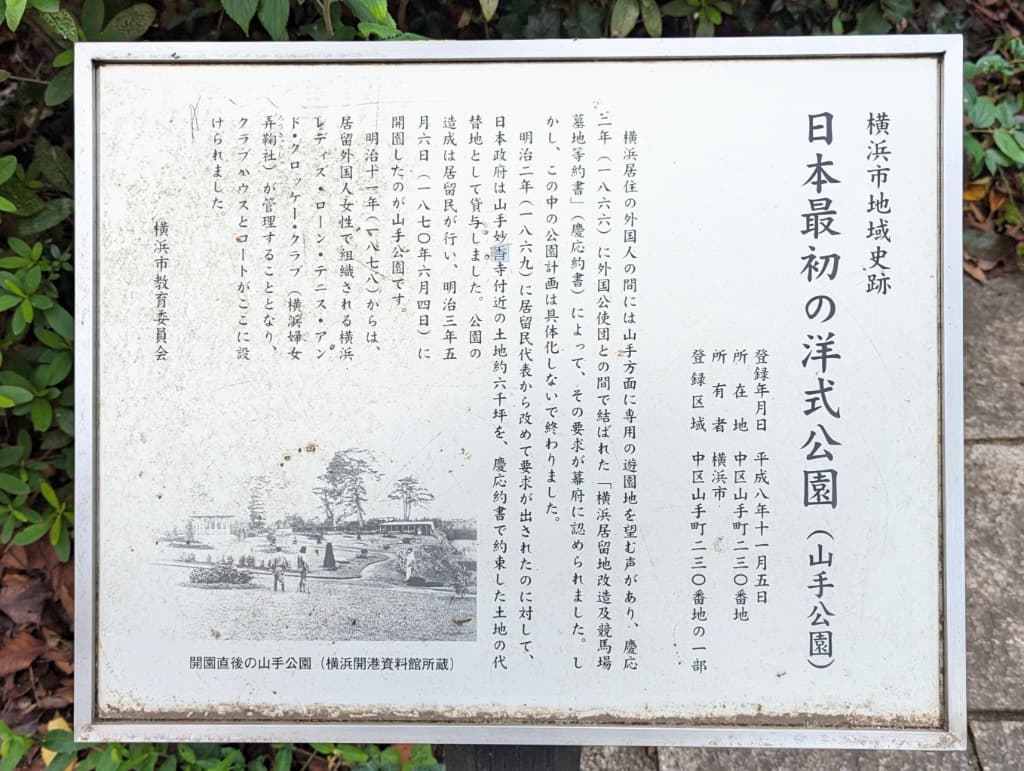 横浜市地域史跡
日本最初の洋式公園（山手公園）
登録年月日　平成八年十一月五日
所在地　中区山手町二三〇番地
所有者　横浜市
登録区域　中区山手町二三〇番地の一部
横浜居住の外国人の間には山手方面に専用の遊園地を望む声があり、慶応
二年（一八六六）に外国公使団との間で結ばれた「横浜居留地改造及競馬場
墓地等約書」（慶応約書）によって、その要求が幕府に認められました。し
かし、この中の公園計画は具体化しないで終わりました。
明治二年（一八六九）に居留民代表から改めて要求が出されたのに対して、
日本政府は山手妙香寺付近の土地約六千坪を、慶応約書で約束した土地の代
替地として貸与しました。公園の
造成は居留民が行い、明治三年五
月六日（一八七〇年六月四日）に
開園したのが山手公園です。
明治十一年（一八七八）からは、
居留外国人女性で組織される横浜
レディス・ローン・テニス・アン
ド・クロッケー・クラブ（横浜婦女
弄鞠社）が管理することとなり、
クラブハウスとコートがここに設
けられました。
横浜市教育委員会
開園直後の山手公園（横浜開港資料館所蔵）